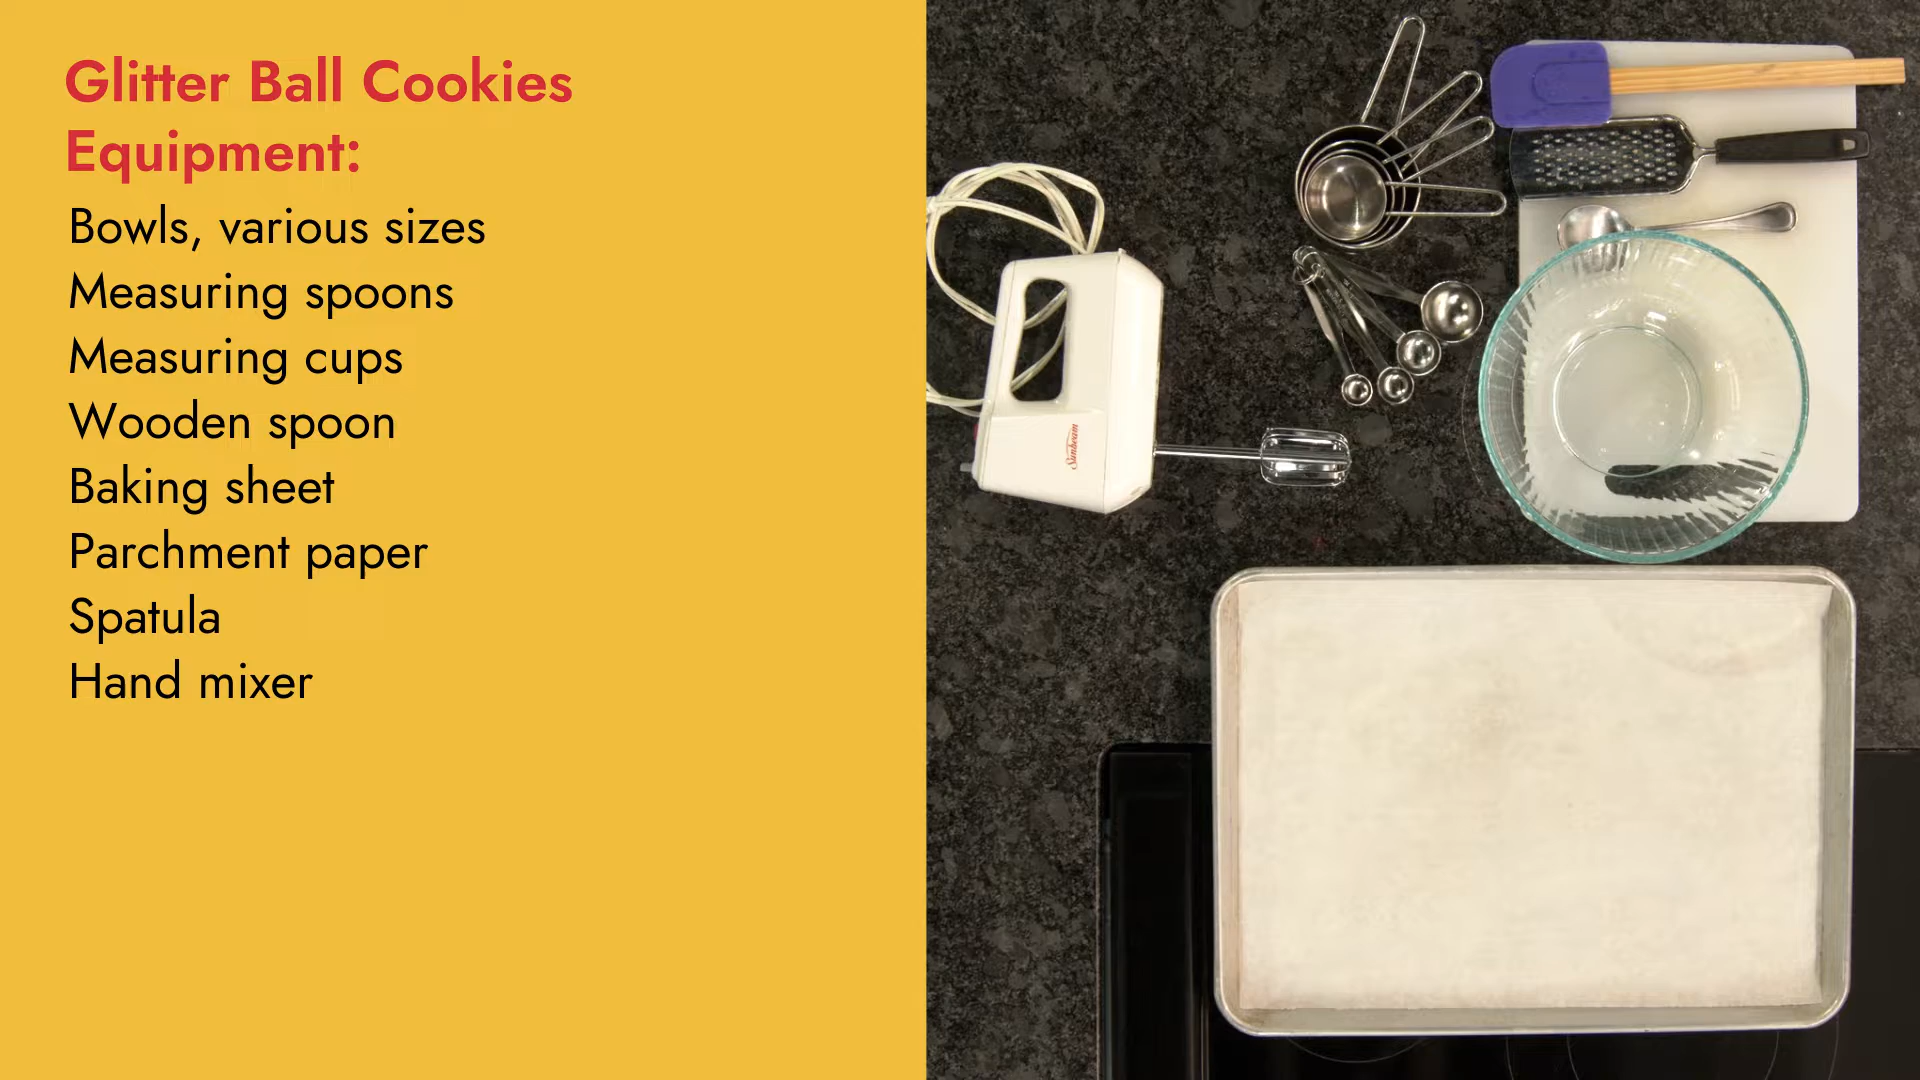 Glitter Ball Cookies
Equipment:
Bowls, various sizes
Measuring spoons
Measuring cups
Wooden spoon
Baking sheet
Parchment paper
Spatula
Hand mixer
Sunbeam